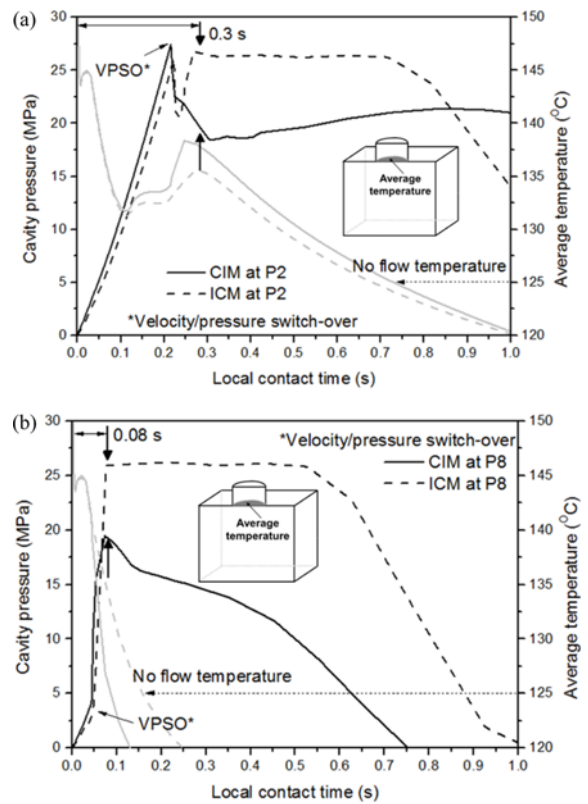 (a)
30
25
20
15
10
5
0
Cavity pressure (MPa)
150
145
140
135
130
125
120
Average temperature (°C)
0.3 s
VPSO*
Average
temperature
No flow temperature
CIM at P2
ICM at P2
*Velocity/pressure switch-over
0.0 0.1 0.2 0.3 0.4 0.5 0.6 0.7 0.8 0.9 1.0
Local contact time (s)
(b)
30
25
20
15
10
5
0
Cavity pressure (MPa)
150
145
140
135
130
125
120
Average temperature (°C)
0.08 s
*Velocity/pressure switch-over
CIM at P8
ICM at P8
Average
temperature
No flow temperature
VPSO*
0.0 0.1 0.2 0.3 0.4 0.5 0.6 0.7 0.8 0.9 1.0
Local contact time (s)